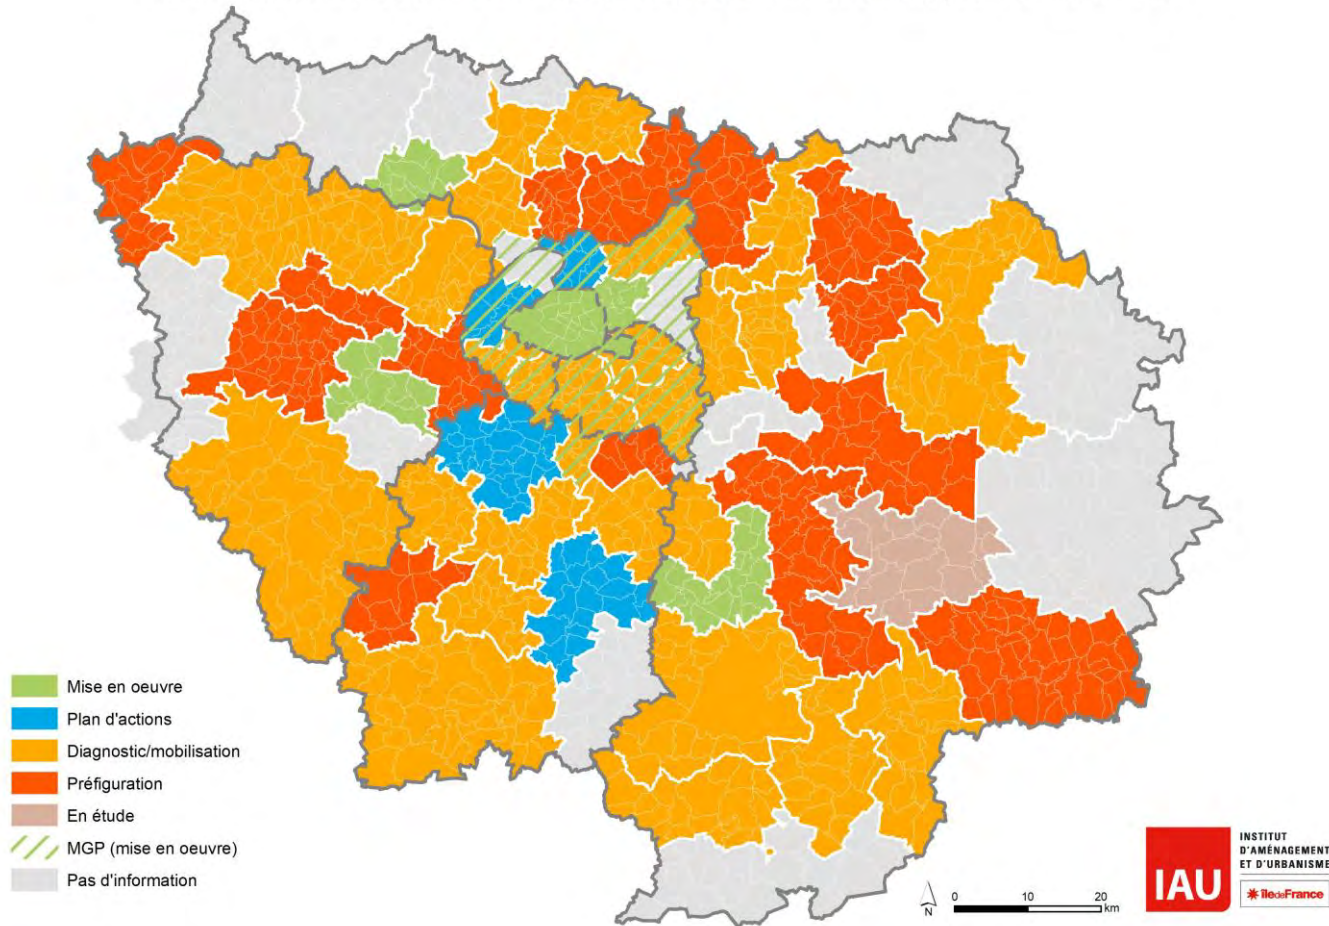 Mise en oeuvre
Plan d'actions
Diagnostic/mobilisation
Préfiguration
En étude
MGP (mise en oeuvre)
Pas d'information
N
0 10 20
km
IAU
INSTITUT
D'AMÉNAGEMENT
ET D'URBANISME
îledeFrance